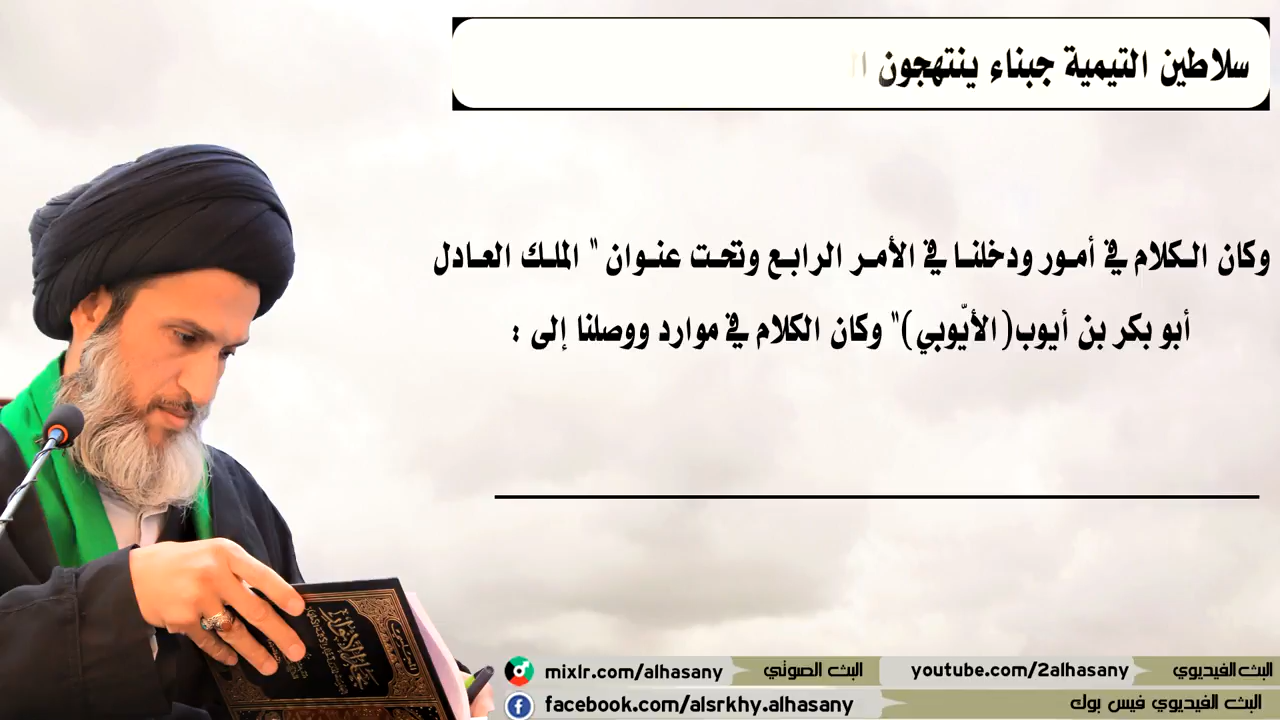 سلاطين التيمية جبناء ينتهجون ا
وكان الكلام في أمور ودخلنا في الأمر الرابع وتحت عنوان " الملك العادل
أبو بكر بن أيوب(الأيّوبي)" وكان الكلام في موارد ووصلنا إلى :
mixlr.com/alhasany البث الصوتي youtube.com/2alhasany البث الفيديوي
facebook.com/alsrkhy.alhasany البث الفيديوي فيس بوك